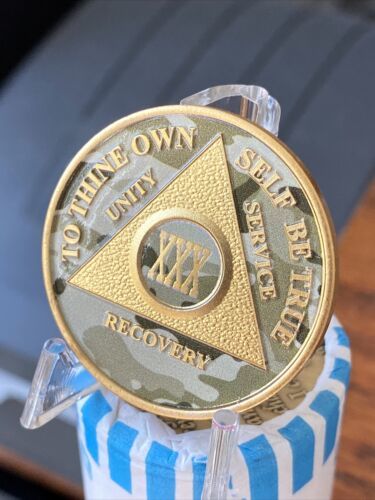 TO THINE OWN
SELF BE TRUE
UNITY
SERVICE
XXX
RECOVERY